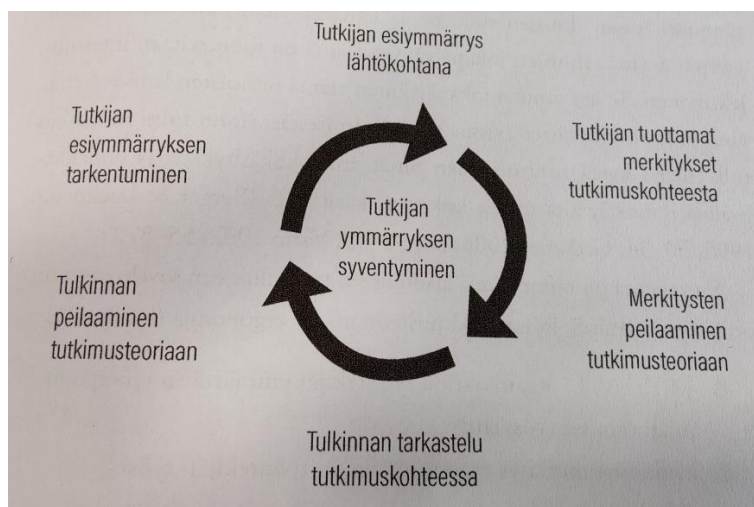 Tutkijan esiymmärrys
lähtökohtana
Tutkijan tuottamat
merkitykset
tutkimuskohteesta
Merkitysten
peilaaminen
tutkimusteoriaan
Tulkinnan tarkastelu
tutkimuskohteessa
Tulkinnan
peilaaminen
tutkimusteoriaan
Tutkijan
esiymmärryksen
tarkentuminen
Tutkijan
ymmärryksen
syventyminen